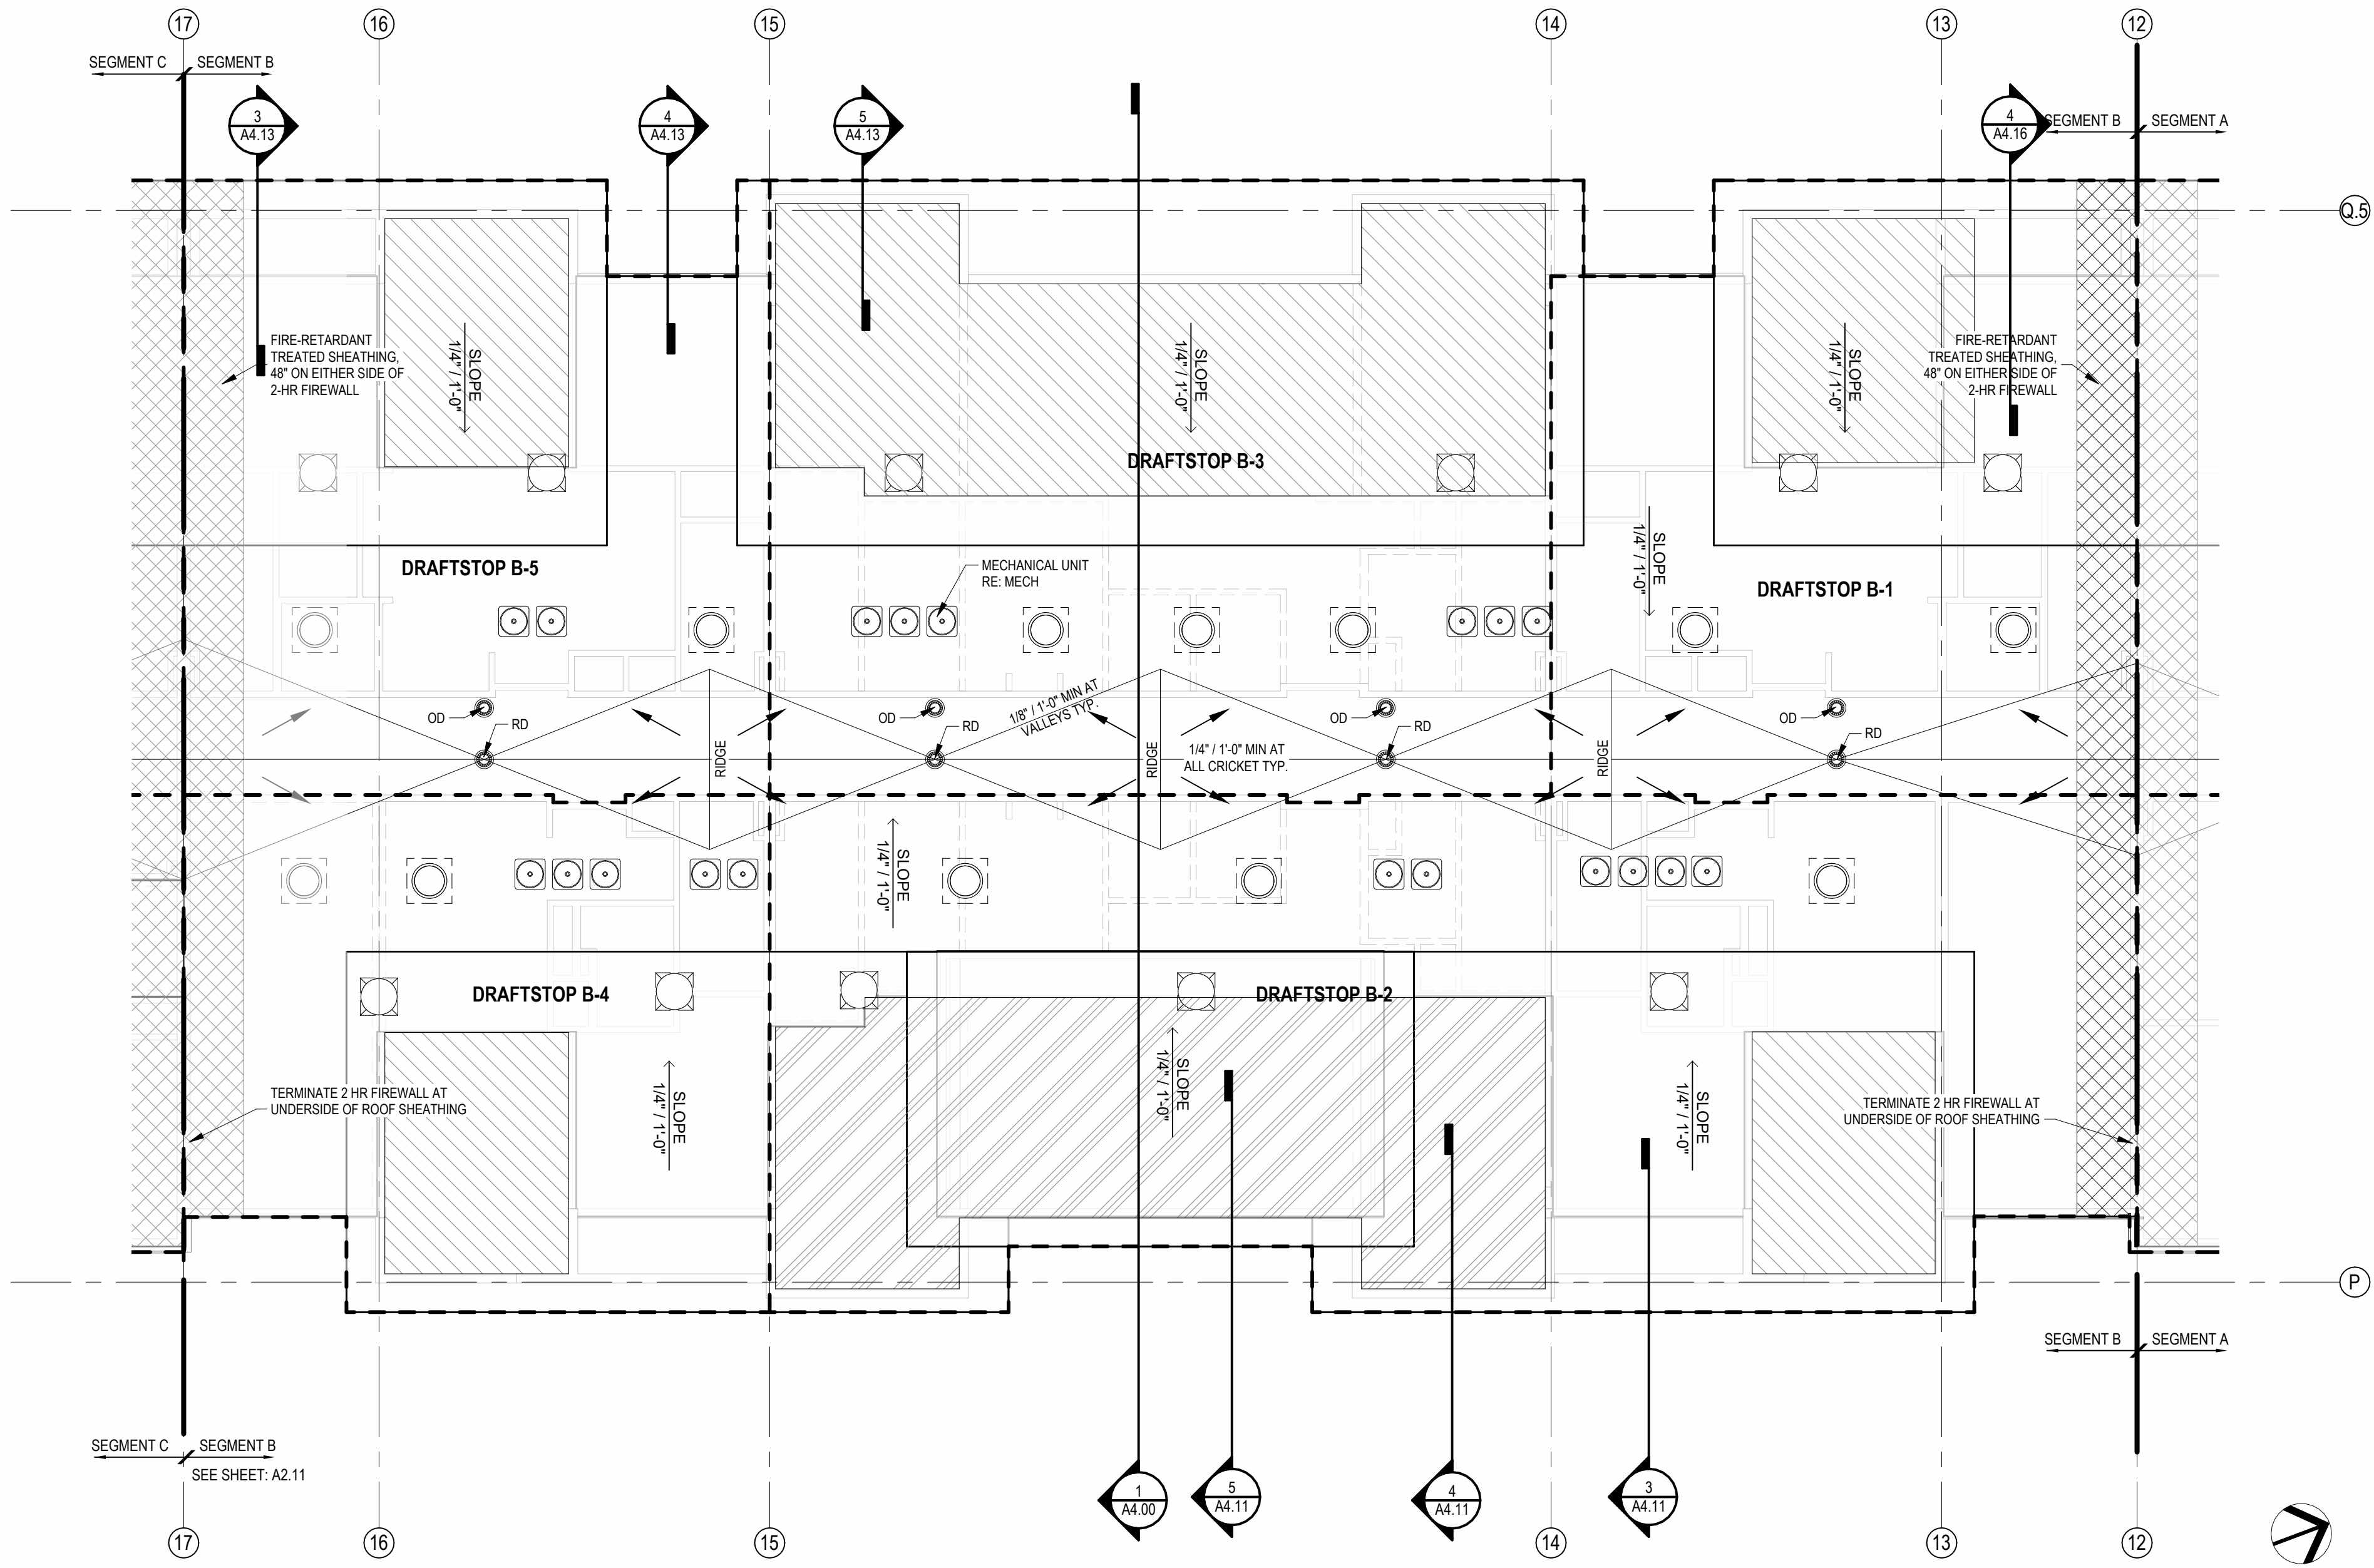 17
16
15
14
13
12
SEGMENT C
SEGMENT B
3
A4.13
4
A4.13
5
A4.13
4
A4.16
SEGMENT B
SEGMENT A
Q.5
FIRE-RETARDANT
TREATED SHEATHING,
48" ON EITHER SIDE OF
2-HR FIREWALL
SLOPE
1/4" / 1'-0"
SLOPE
1/4" / 1'-0"
SLOPE
1/4" / 1'-0"
FIRE-RETARDANT
TREATED SHEATHING,
48" ON EITHER SIDE OF
2-HR FIREWALL
DRAFTSTOP B-3
SLOPE
1/4" / 1'-0"
DRAFTSTOP B-5
MECHANICAL UNIT
RE: MECH
DRAFTSTOP B-1
OD
RD
RIDGE
OD
RD
1/8" / 1'-0" MIN AT
VALLEYS TYP.
RIDGE
1/4" / 1'-0" MIN AT
ALL CRICKET TYP.
OD
RD
RIDGE
OD
RD
SLOPE
1/4" / 1'-0"
DRAFTSTOP B-4
DRAFTSTOP B-2
SLOPE
1/4" / 1'-0"
SLOPE
1/4" / 1'-0"
SLOPE
1/4" / 1'-0"
TERMINATE 2 HR FIREWALL AT
UNDERSIDE OF ROOF SHEATHING
TERMINATE 2 HR FIREWALL AT
UNDERSIDE OF ROOF SHEATHING
P
SEGMENT B
SEGMENT A
SEGMENT C
SEGMENT B
SEE SHEET: A2.11
1
A4.00
5
A4.11
4
A4.11
3
A4.11
17
16
15
14
13
12